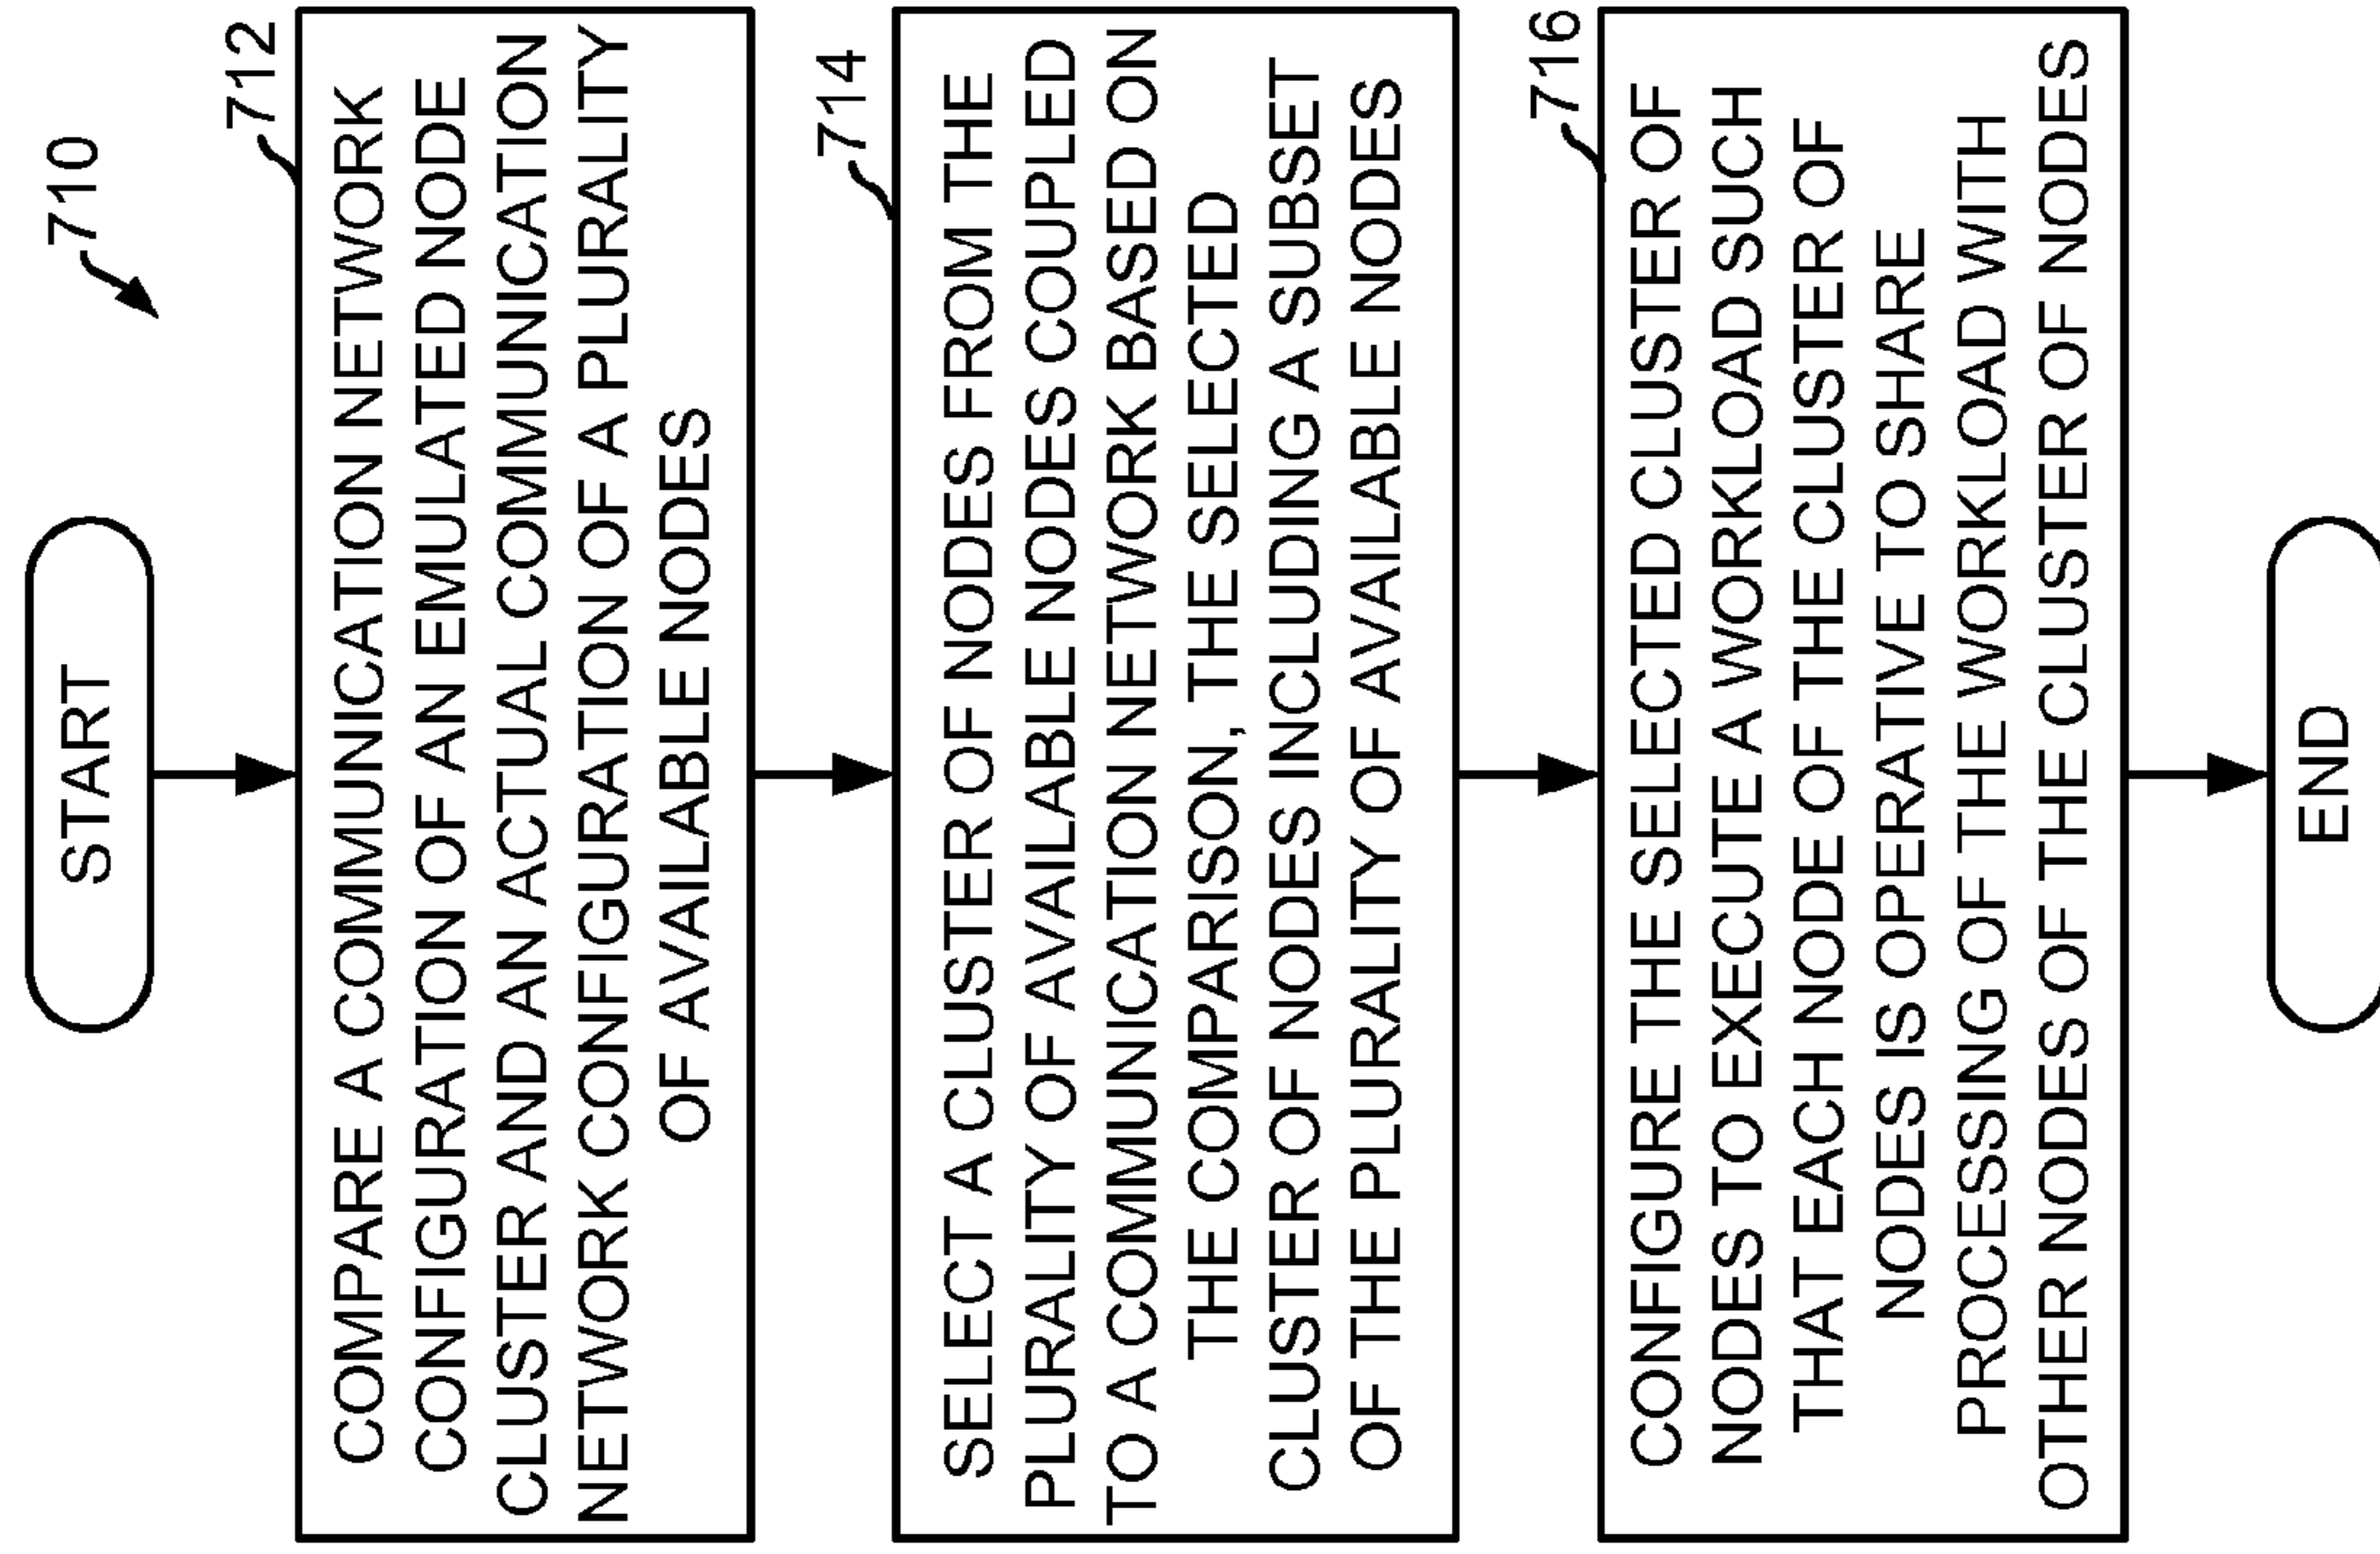 710
START
712
COMPARE A COMMUNICATION NETWORK
CONFIGURATION OF AN EMULATED NODE
CLUSTER AND AN ACTUAL COMMUNICATION
NETWORK CONFIGURATION OF A PLURALITY
OF AVAILABLE NODES
714
SELECT A CLUSTER OF NODES FROM THE
PLURALITY OF AVAILABLE NODES COUPLED
TO A COMMUNICATION NETWORK BASED ON
THE COMPARISON, THE SELECTED
CLUSTER OF NODES INCLUDING A SUBSET
OF THE PLURALITY OF AVAILABLE NODES
716
CONFIGURE THE SELECTED CLUSTER OF
NODES TO EXECUTE A WORKLOAD SUCH
THAT EACH NODE OF THE CLUSTER OF
NODES IS OPERATIVE TO SHARE
PROCESSING OF THE WORKLOAD WITH
OTHER NODES OF THE CLUSTER OF NODES
END